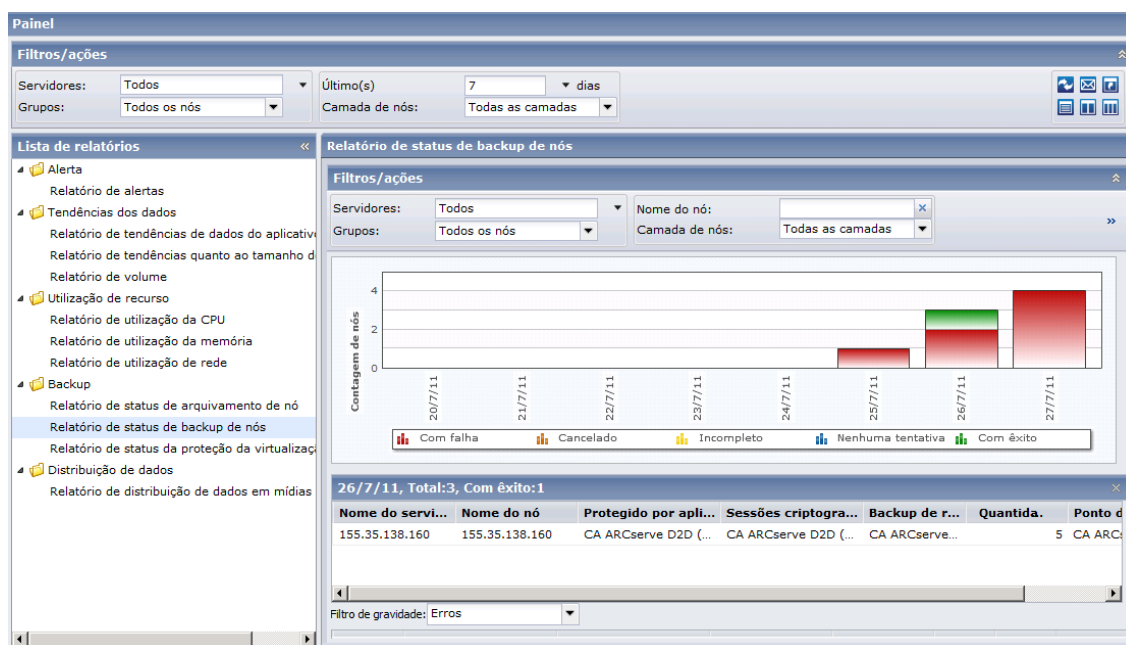 Painel
Filtros/ações
Servidores: Todos Último(s) 7 dias
Grupos: Todos os nós Camada de nós: Todas as camadas
Lista de relatórios
Alerta
Relatório de alertas
Tendências dos dados
Relatório de tendências de dados do aplicativo
Relatório de tendências quanto ao tamanho d
Relatório de volume
Utilização de recurso
Relatório de utilização da CPU
Relatório de utilização da memória
Relatório de utilização de rede
Backup
Relatório de status de arquivamento de nó
Relatório de status de backup de nós
Relatório de status da proteção da virtualizaç
Distribuição de dados
Relatório de distribuição de dados em mídias
Relatório de status de backup de nós
Filtros/ações
Servidores: Todos Nome do nó:
Grupos: Todos os nós Camada de nós: Todas as camadas
Contagem de nós
4
2
0
20/7/11 21/7/11 22/7/11 23/7/11 24/7/11 25/7/11 26/7/11 27/7/11
Com falha Cancelado Incompleto Nenhuma tentativa Com êxito
26/7/11, Total:3, Com êxito:1
Nome do servi... Nome do nó Protegido por apli... Sessões criptogra... Backup de r... Quantida. Ponto d
155.35.138.160 155.35.138.160 CA ARCserve D2D (... CA ARCserve D2D (... CA ARCserve... 5 CA ARCs
Filtro de gravidade: Erros